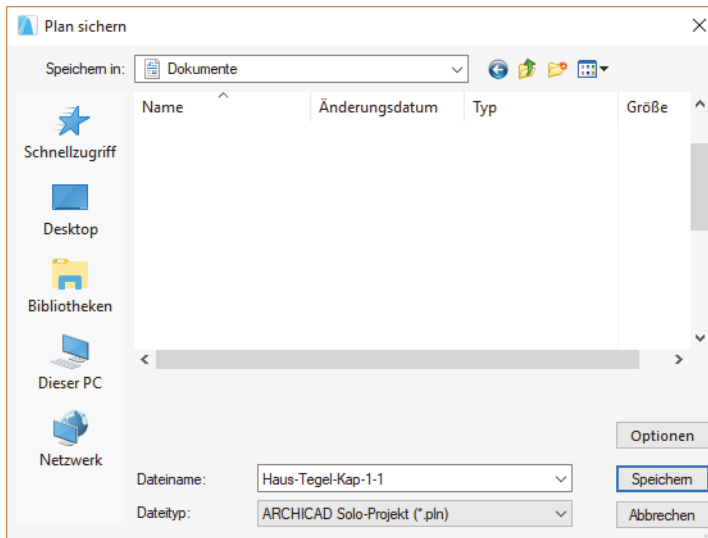 Plan sichern
Speichern in: Dokumente
Name Änderungsdatum Typ Größe
Schnellzugriff
Desktop
Bibliotheken
Dieser PC
Netzwerk
Optionen
Dateiname: Haus-Tegel-Kap-1-1 Speichern
Dateityp: ARCHICAD Solo-Projekt (*.pln) Abbrechen